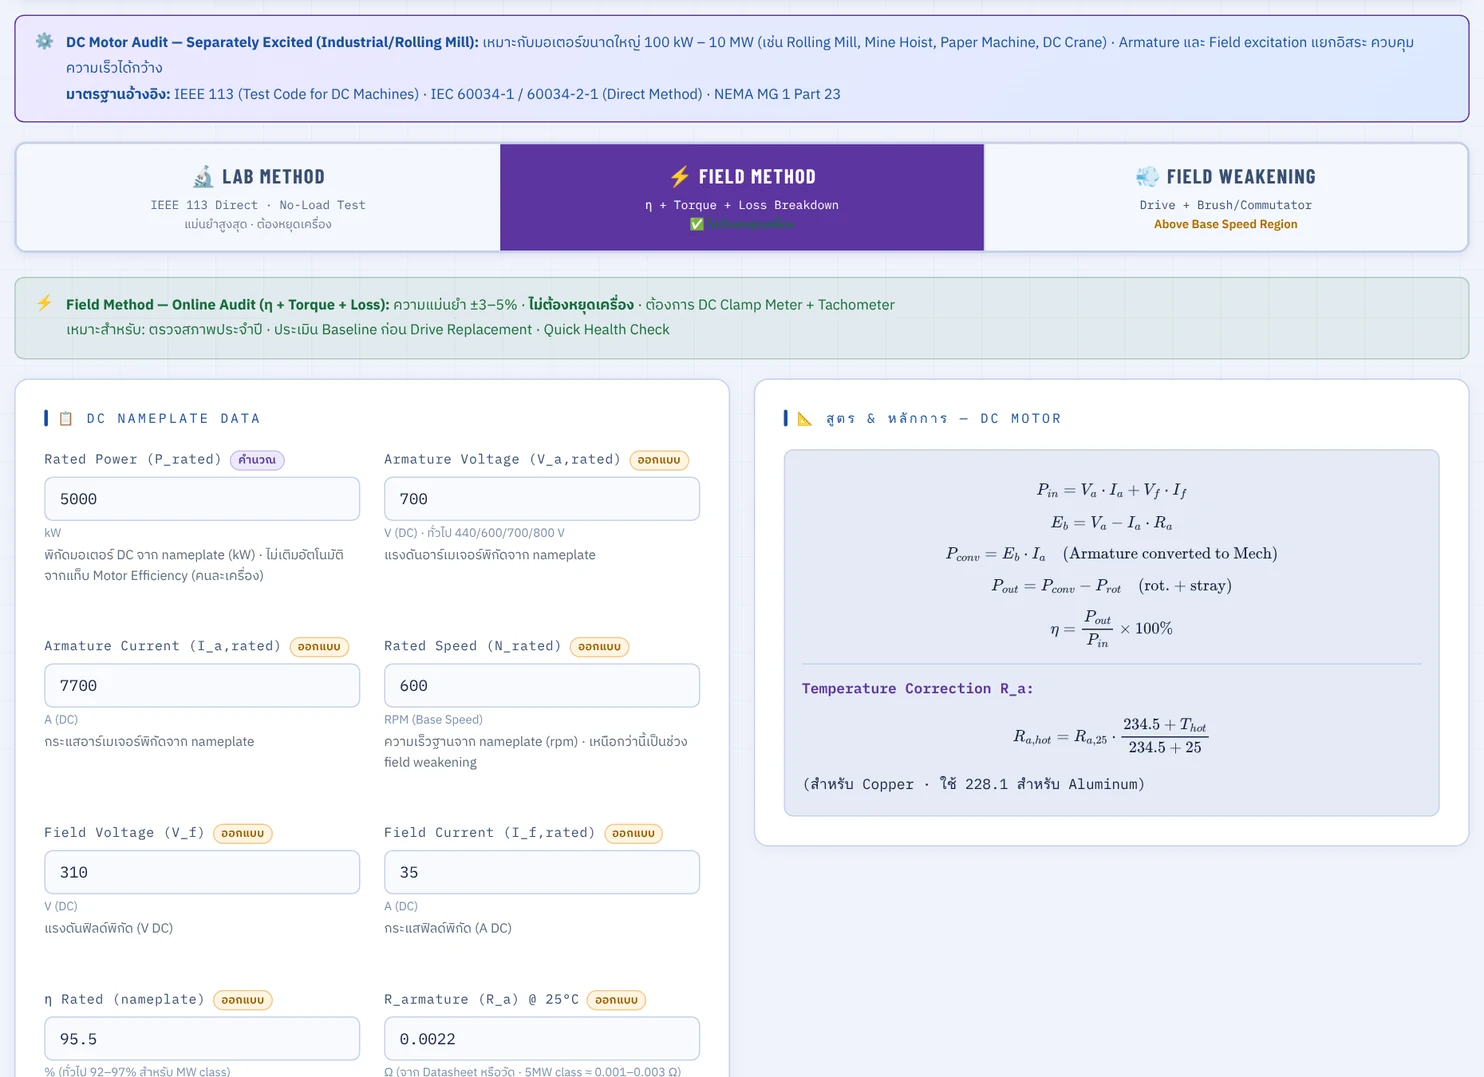 DC Motor Audit — Separately Excited (Industrial/Rolling Mill): เหมาะกับมอเตอร์ขนาดใหญ่ 100 kW – 10 MW (เช่น Rolling Mill, Mine Hoist, Paper Machine, DC Crane) · Armature และ Field excitation แยกอิสระ ควบคุม
ความเร็วได้กว้าง
มาตรฐานอ้างอิง: IEEE 113 (Test Code for DC Machines) · IEC 60034-1 / 60034-2-1 (Direct Method) · NEMA MG 1 Part 23
LAB METHOD
IEEE 113 Direct · No-Load Test
แม่นยำสูงสุด · ต้องหยุดเครื่อง
FIELD METHOD
η + Torque + Loss Breakdown
FIELD WEAKENING
Drive + Brush/Commutator
Above Base Speed Region
Field Method — Online Audit (η + Torque + Loss): ความแม่นยำ ±3–5% · ไม่ต้องหยุดเครื่อง · ต้องการ DC Clamp Meter + Tachometer
เหมาะสำหรับ: ตรวจสภาพประจำปี · ประเมิน Baseline ก่อน Drive Replacement · Quick Health Check
DC NAMEPLATE DATA
Rated Power (P_rated) คำนวณ
5000
kW
พิกัดมอเตอร์ DC จาก nameplate (kW) · ไม่เติมอัตโนมัติ
จากแท็บ Motor Efficiency (คนละเครื่อง)
Armature Voltage (V_a,rated) ออกแบบ
700
V (DC) · ทั่วไป 440/600/700/800 V
แรงดันอาร์เมเจอร์พิกัดจาก nameplate
Armature Current (I_a,rated) ออกแบบ
7700
A (DC)
กระแสอาร์เมเจอร์พิกัดจาก nameplate
Rated Speed (N_rated) ออกแบบ
600
RPM (Base Speed)
ความเร็วฐานจาก nameplate (rpm) · เหนือกว่านี้เป็นช่วง
field weakening
Field Voltage (V_f) ออกแบบ
310
V (DC)
แรงดันฟิลด์พิกัด (V DC)
Field Current (I_f,rated) ออกแบบ
35
A (DC)
กระแสฟิลด์พิกัด (A DC)
η Rated (nameplate) ออกแบบ
95.5
% (ทั่วไป 92–97% สำหรับ MW class)
R_armature (R_a) @ 25°C ออกแบบ
0.0022
Ω (จาก Datasheet หรือวัด · 5MW class ≈ 0.001–0.003 Ω)
สูตร & หลักการ — DC MOTOR
P_in = V_a · I_a + V_f · I_f
E_b = V_a − I_a · R_a
P_conv = E_b · I_a (Armature converted to Mech)
P_out = P_conv − P_rot (rot. + stray)
η = P_out / P_in × 100%
Temperature Correction R_a:
R_a,hot = R_a,25 · (234.5 + T_hot) / (234.5 + 25)
(สำหรับ Copper · ใช้ 228.1 สำหรับ Aluminum)